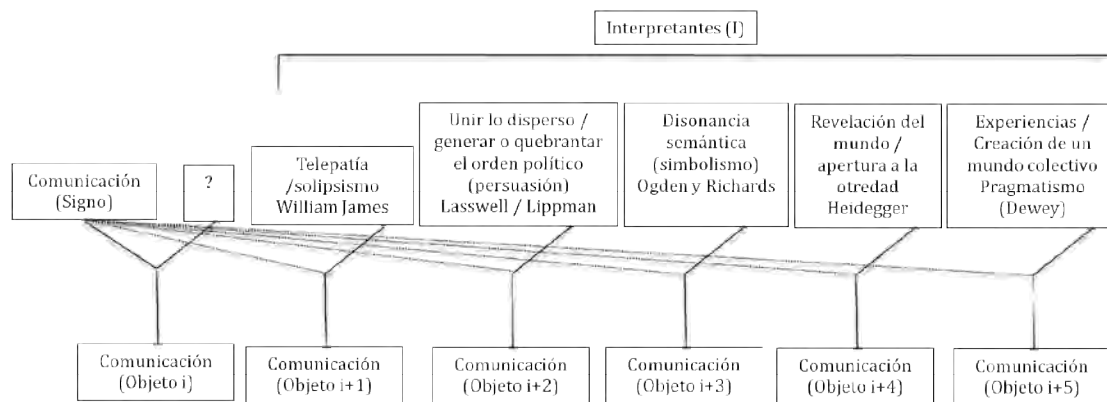 Interpretantes (I)
Comunicación
(Signo)
?
Telepatía
/solipsismo
William James
Unir lo disperso /
generar o quebrantar
el orden político
(persuasión)
Lasswell / Lippman
Disonancia
semántica
(simbolismo)
Ogden y Richards
Revelación del
mundo /
apertura a la
otredad
Heidegger
Experiencias /
Creación de un
mundo colectivo
Pragmatismo
(Dewey)
Comunicación
(Objeto i)
Comunicación
(Objeto i+1)
Comunicación
(Objeto i+2)
Comunicación
(Objeto i+3)
Comunicación
(Objeto i+4)
Comunicación
(Objeto i+5)